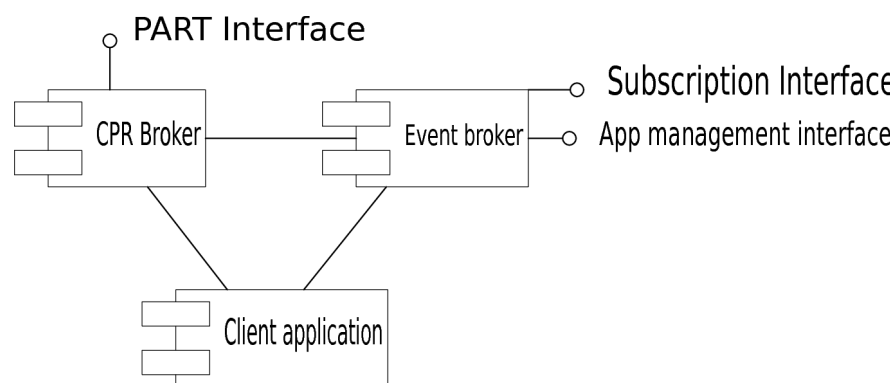 PART Interface
Subscription Interface
CPR Broker
Event broker
App management interface
Client application